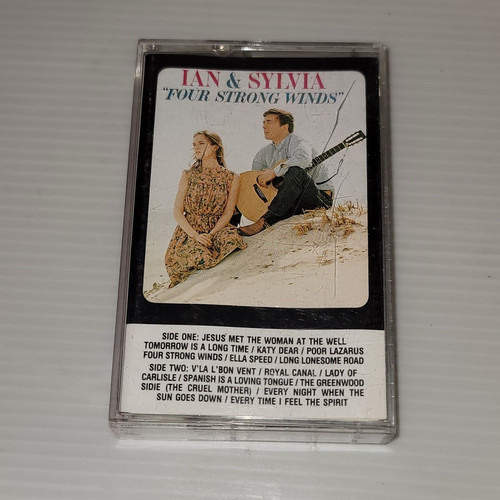 IAN & SYLVIA
"FOUR STRONG WINDS"
SIDE ONE: JESUS MET THE WOMAN AT THE WELL
TOMORROW IS A LONG TIME / KATY DEAR / POOR LAZARUS
FOUR STRONG WINDS / ELLA SPEED / LONG LONESOME ROAD
SIDE TWO: V'LA L'BON VENT / ROYAL CANAL / LADY OF
CARLISLE / SPANISH IS A LOVING TONGUE / THE GREENWOOD
SIDIE (THE CRUEL MOTHER) / EVERY NIGHT WHEN THE
SUN GOES DOWN / EVERY TIME I FEEL THE SPIRIT